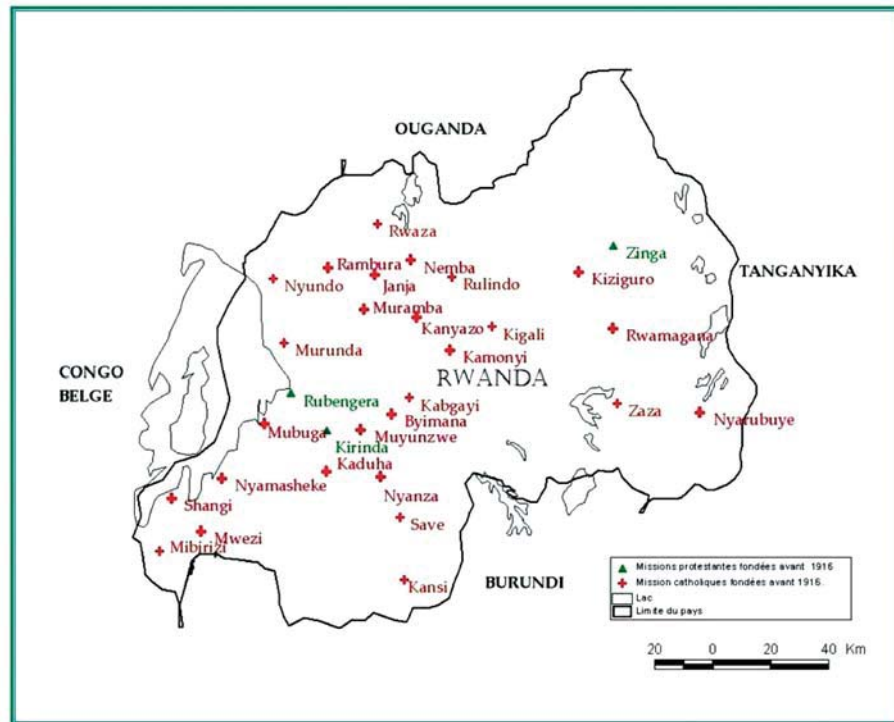 OUGANDA
Rwaza
Zinga
Rambura
Nemba
TANGANYIKA
Nyundo
Janja
Rulindo
Kiziguro
Muramba
Kanyazo
Kigali
Rwamagana
Murunda
Kamonyi
CONGO
BELGE
RWANDA
Rubengera
Kabgayi
Zaza
Nyarubuye
Byimana
Mubuga
Kirinda
Muyunzwe
Kaduha
Nyamasheke
Nyanza
Shangi
Save
Mwezi
Mibirizi
Kansi
BURUNDI
Missions protestantes fondées avant 1916
Mission catholiques fondées avant 1916.
Lac
Limite du pays
20 0 20 40 Km